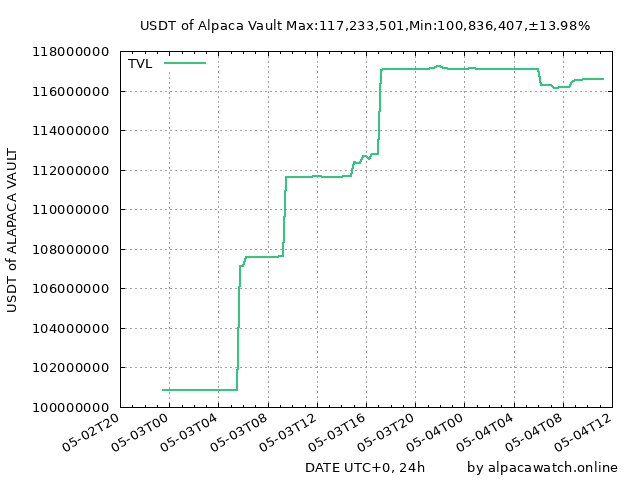 USDT of Alpaca Vault Max:117,233,501,Min:100,836,407,±13.98%
118000000
TVL
116000000
114000000
112000000
110000000
108000000
106000000
104000000
102000000
100000000
USDT of ALAPACA VAULT
05-02T20
05-03T00
05-03T04
05-03T08
05-03T12
05-03T16
05-03T20
05-04T00
05-04T04
05-04T08
05-04T12
DATE UTC+0, 24h
by alpacawatch.online